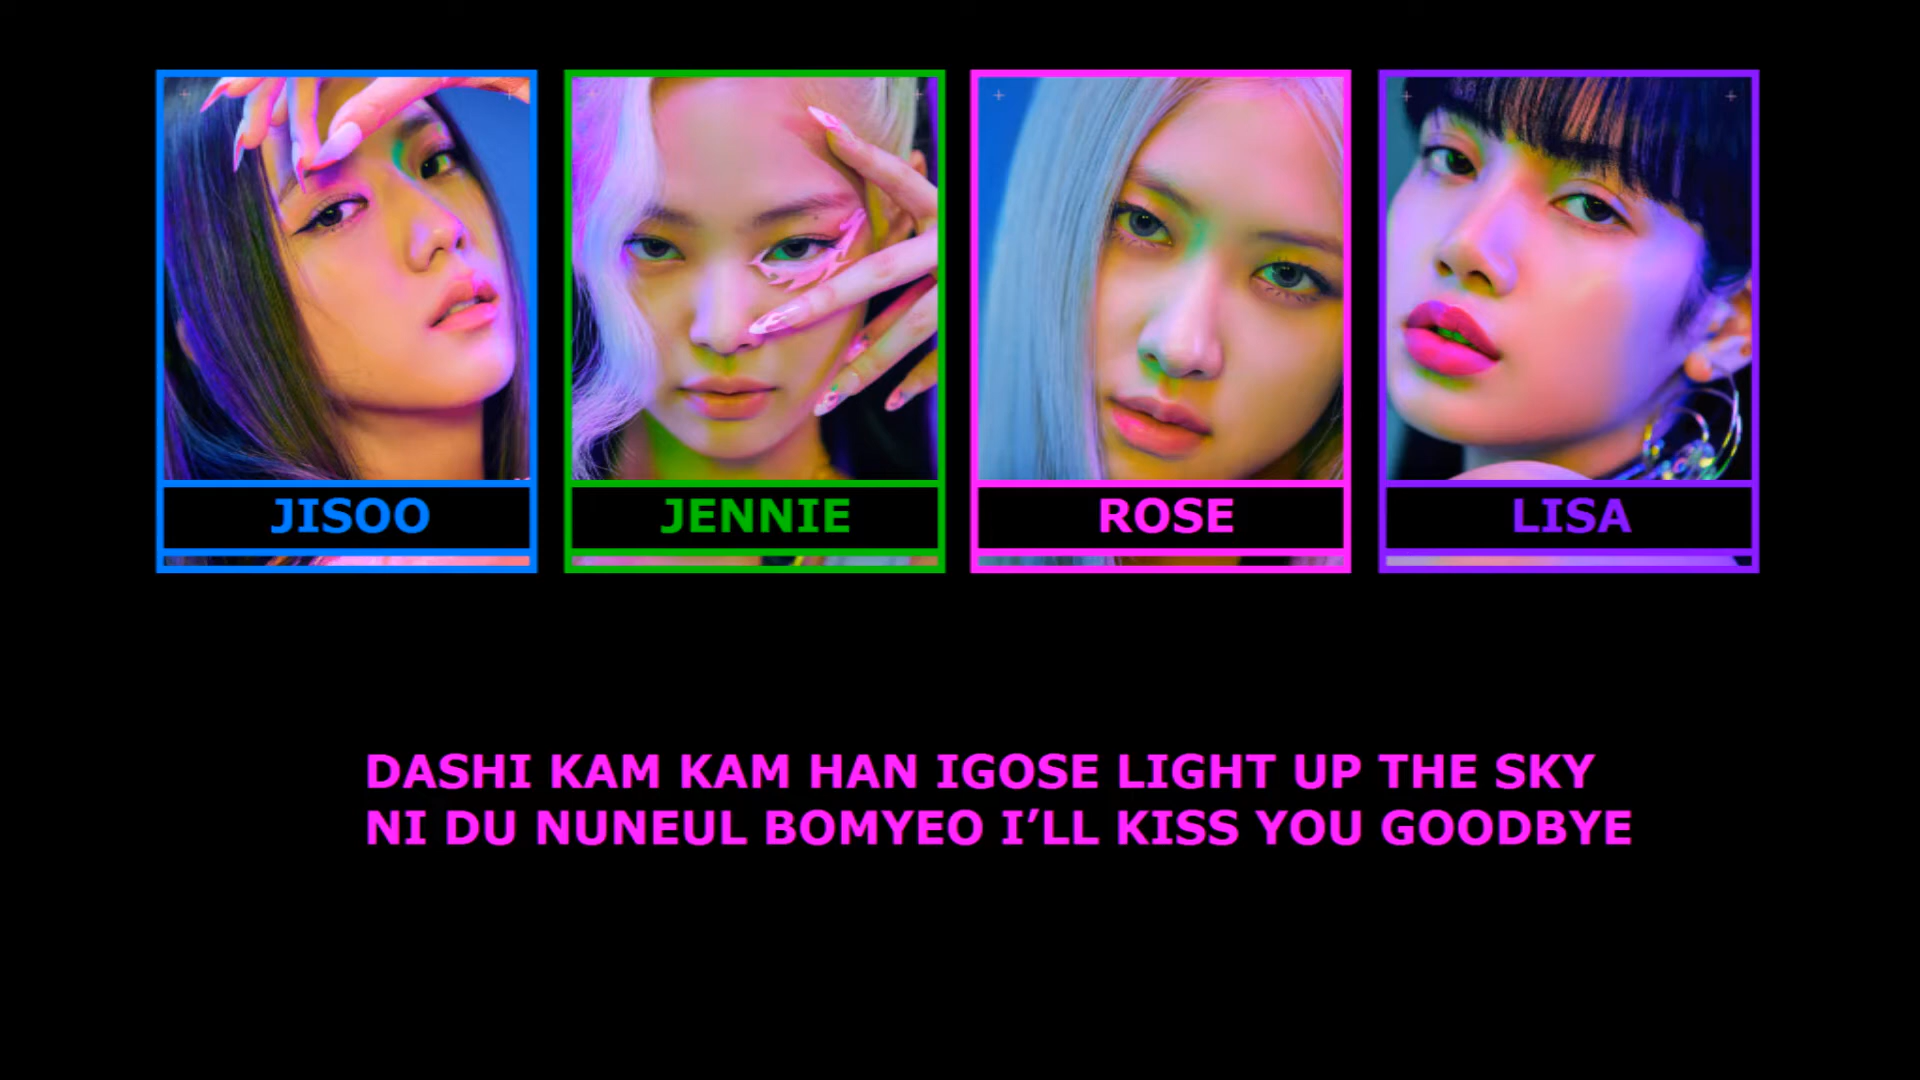 JISOO
JENNIE
ROSE
LISA
DASHI KAM KAM HAN IGOSE LIGHT UP THE SKY
NI DU NUNEUL BOMYEO I’LL KISS YOU GOODBYE